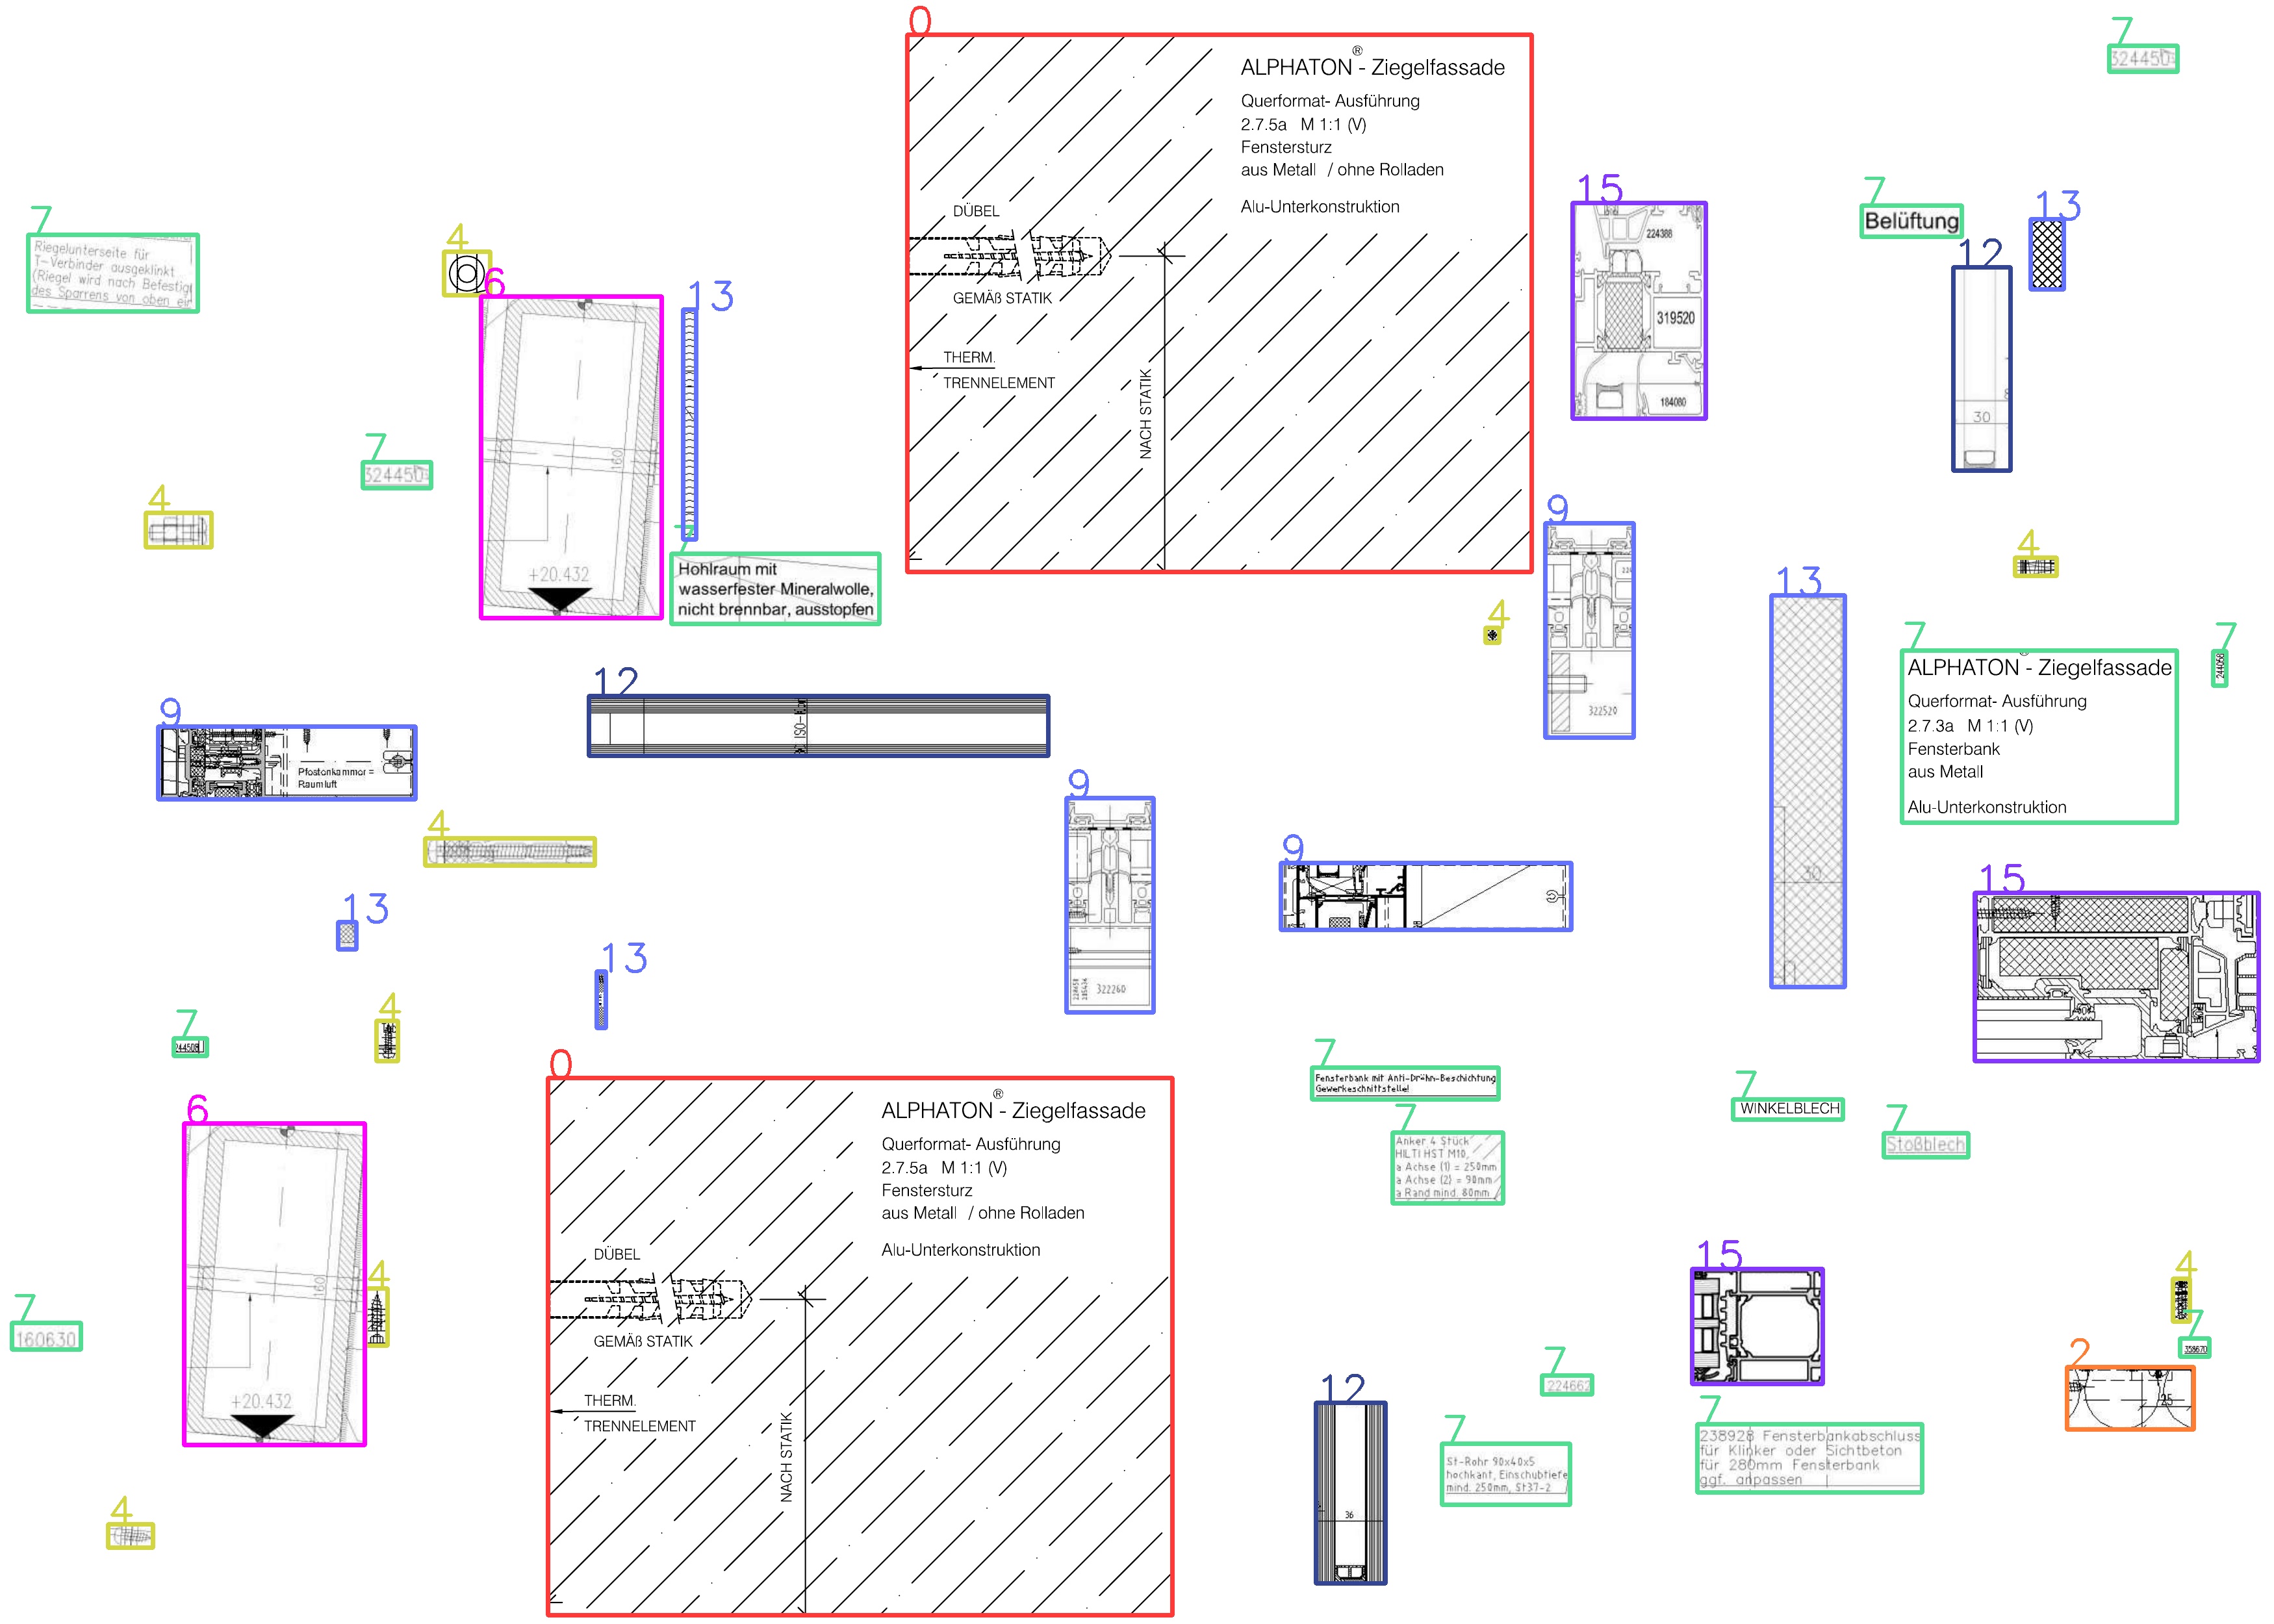 0
7
324450
ALPHATON® - Ziegelfassade
Querformat- Ausführung
2.7.5a M 1:1 (V)
Fenstersturz
aus Metall / ohne Rolladen
Alu-Unterkonstruktion
DÜBEL
GEMÄß STATIK
THERM.
TRENNELEMENT
NACH STATIK
15
224388
319520
184080
7
Belüftung
13
12
30
7
Riegelunterseite für
T-Verbinder ausgeklinkt
(Riegel wird nach Befestig
des Sparrens von oben ein
4
6
160
+20.432
13
7
324450
4
7
Hohlraum mit
wasserfester Mineralwolle,
nicht brennbar, ausstopfen
9
322520
4
4
13
30
7
ALPHATON - Ziegelfassade
Querformat- Ausführung
2.7.3a M 1:1 (V)
Fensterbank
aus Metall
Alu-Unterkonstruktion
7
244056
12
9
Pfostenkammer =
Raumluft
4
9
322260
9
15
13
13
7
244508
4
0
ALPHATON® - Ziegelfassade
Querformat- Ausführung
2.7.5a M 1:1 (V)
Fenstersturz
aus Metall / ohne Rolladen
Alu-Unterkonstruktion
DÜBEL
GEMÄß STATIK
THERM.
TRENNELEMENT
NACH STATIK
7
Fensterbank mit Anti-Dröhn-Beschichtung
Gewerkeschnittstelle!
7
Anker 4 Stück
HILTI HST M10,
a Achse (1) = 250mm
a Achse (2) = 90mm
a Rand mind. 80mm
7
WINKELBLECH
7
Stoßblech
6
160
+20.432
4
7
160630
15
4
7
358670
2
25
7
224662
12
36
7
St-Rohr 90x40x5
hochkant, Einschubtiefe
mind. 250mm, St37-2
7
238928 Fensterbankabschluss
für Klinker oder Sichtbeton
für 280mm Fensterbank
ggf. anpassen
4